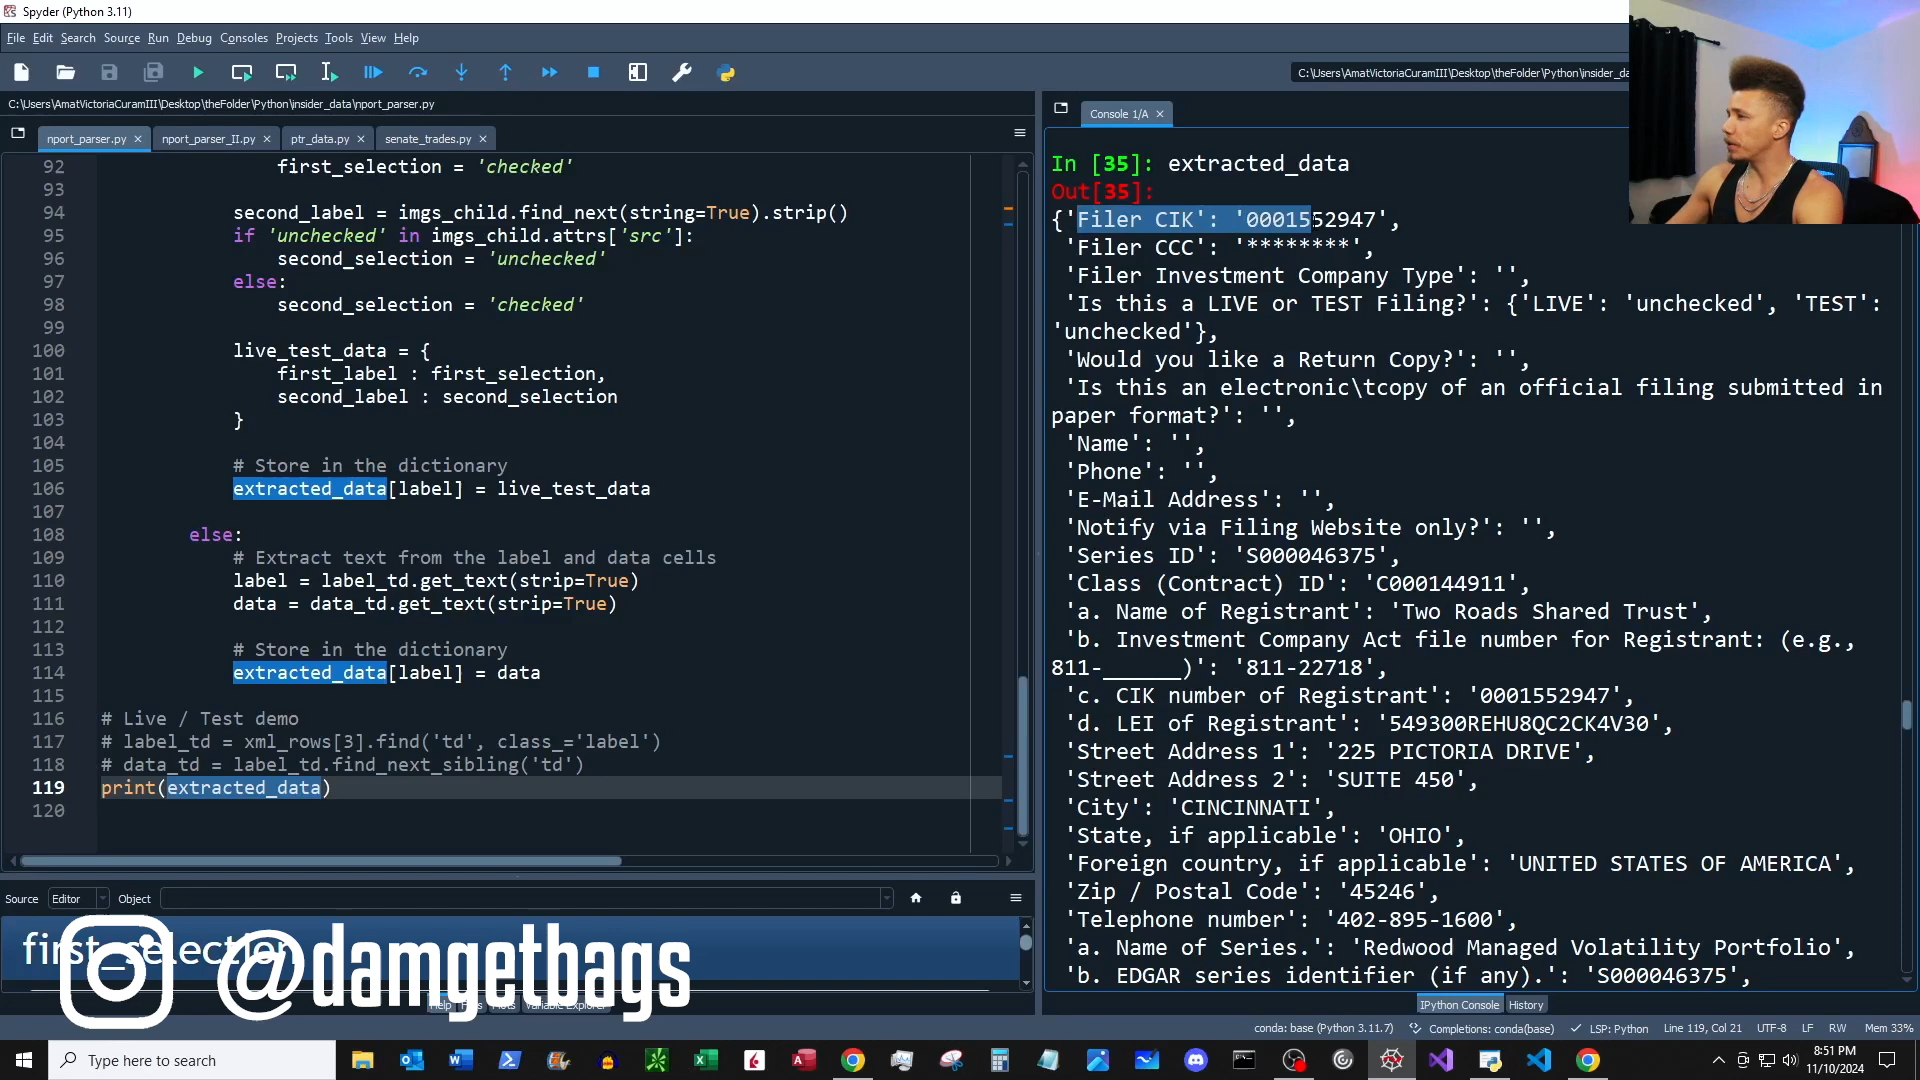 Spyder (Python 3.11)
File Edit Search Source Run Debug Consoles Projects Tools View Help
C:\Users\AmatVictoriaCuramIII\Desktop\theFolder\Python\insider_da
C:\Users\AmatVictoriaCuramIII\Desktop\theFolder\Python\insider_data\nport_parser.py
nport_parser.py nport_parser_II.py ptr_data.py senate_trades.py
92 first_selection = 'checked'
93
94 second_label = imgs_child.find_next(string=True).strip()
95 if 'unchecked' in imgs_child.attrs['src']:
96 second_selection = 'unchecked'
97 else:
98 second_selection = 'checked'
99
100 live_test_data = {
101 first_label : first_selection,
102 second_label : second_selection
103 }
104
105 # Store in the dictionary
106 extracted_data[label] = live_test_data
107
108 else:
109 # Extract text from the label and data cells
110 label = label_td.get_text(strip=True)
111 data = data_td.get_text(strip=True)
112
113 # Store in the dictionary
114 extracted_data[label] = data
115
116 # Live / Test demo
117 # label_td = xml_rows[3].find('td', class_='label')
118 # data_td = label_td.find_next_sibling('td')
119 print(extracted_data)
120
Source Editor Object
first_selection
@damgetbags
Help Plots Variable Explorer
Console 1/A
In [35]: extracted_data
Out[35]:
{'Filer CIK': '0001552947',
'Filer CCC': '********',
'Filer Investment Company Type': '',
'Is this a LIVE or TEST Filing?': {'LIVE': 'unchecked', 'TEST':
'unchecked'},
'Would you like a Return Copy?': '',
'Is this an electronic\tcopy of an official filing submitted in
paper format?': '',
'Name': '',
'Phone': '',
'E-Mail Address': '',
'Notify via Filing Website only?': '',
'Series ID': 'S000046375',
'Class (Contract) ID': 'C000144911',
'a. Name of Registrant': 'Two Roads Shared Trust',
'b. Investment Company Act file number for Registrant: (e.g.,
811-______)': '811-22718',
'c. CIK number of Registrant': '0001552947',
'd. LEI of Registrant': '549300REHU8QC2CK4V30',
'Street Address 1': '225 PICTORIA DRIVE',
'Street Address 2': 'SUITE 450',
'City': 'CINCINNATI',
'State, if applicable': 'OHIO',
'Foreign country, if applicable': 'UNITED STATES OF AMERICA',
'Zip / Postal Code': '45246',
'Telephone number': '402-895-1600',
'a. Name of Series.': 'Redwood Managed Volatility Portfolio',
'b. EDGAR series identifier (if any).': 'S000046375',
IPython Console History
conda: base (Python 3.11.7) Completions: conda(base) LSP: Python Line 119, Col 21 UTF-8 LF RW Mem 33%
Type here to search
8:51 PM
11/10/2024